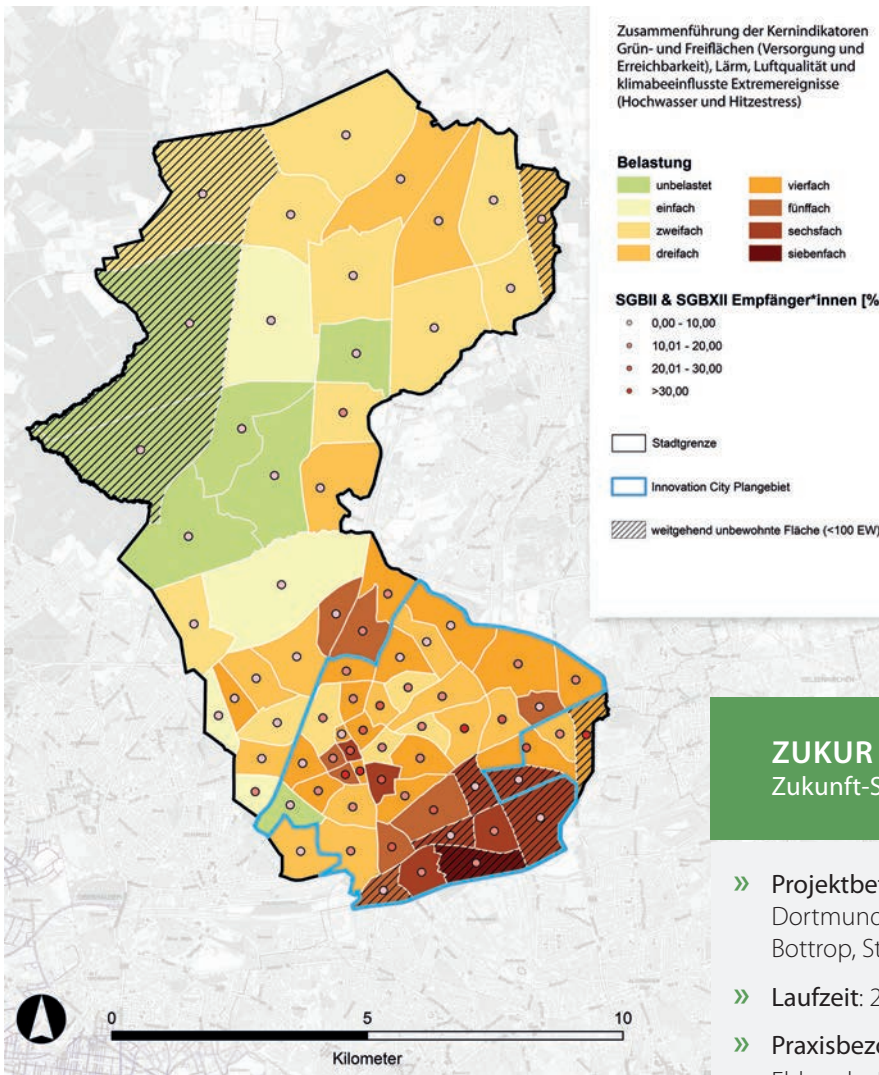 Zusammenführung der Kernindikatoren
Grün- und Freiflächen (Versorgung und
Erreichbarkeit), Lärm, Luftqualität und
klimabeeinflusste Extremereignisse
(Hochwasser und Hitzestress)
Belastung
unbelastet
einfach
zweifach
dreifach
vierfach
fünffach
sechsfach
siebenfach
SGBII & SGBXII Empfänger*innen [%
0,00 - 10,00
10,01 - 20,00
20,01 - 30,00
>30,00
Stadtgrenze
Innovation City Plangebiet
weitgehend unbewohnte Fläche (<100 EW)
GELSENKIRCHEN
ZUKUR
Zukunft-S
» Projektbe
Dortmund
Bottrop, St
» Laufzeit: 2
» Praxisbez
0 5 10
Kilometer